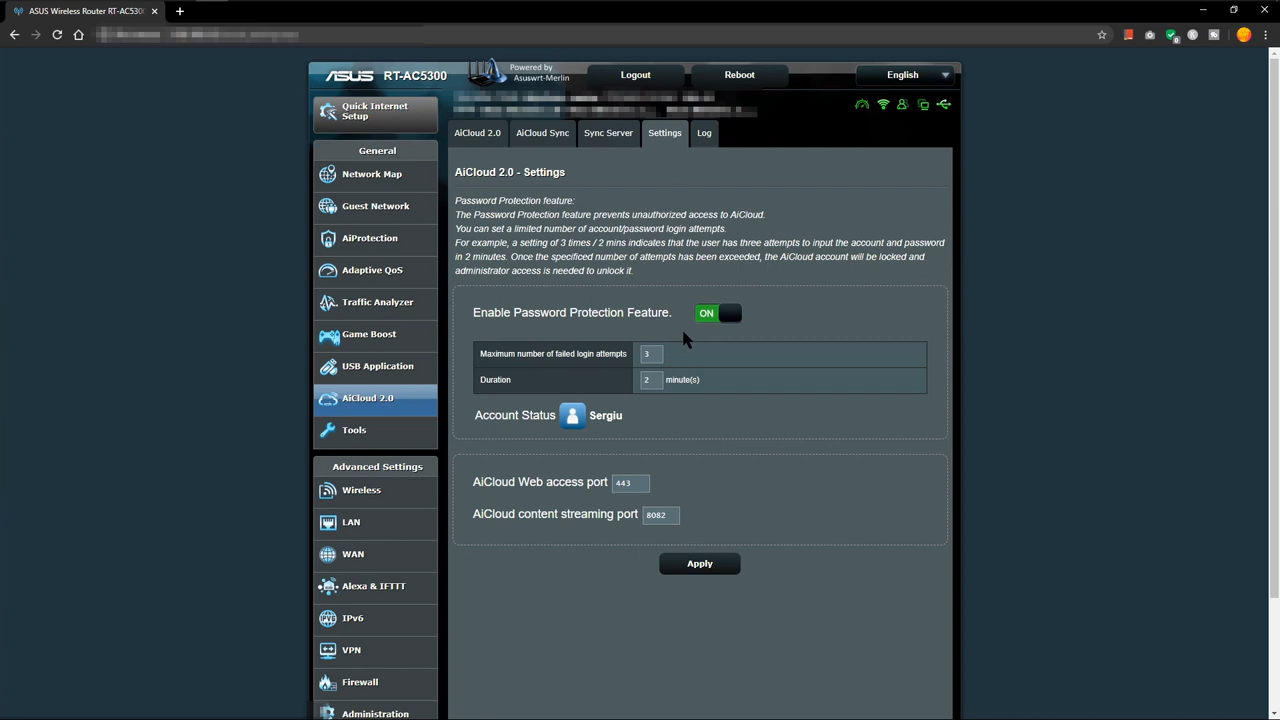 ASUS Wireless Router RT-AC5300
ASUS RT-AC5300
Powered by
Asuswrt-Merlin
Logout
Reboot
English
Quick Internet
Setup
General
Network Map
Guest Network
AiProtection
Adaptive QoS
Traffic Analyzer
Game Boost
USB Application
AiCloud 2.0
Tools
Advanced Settings
Wireless
LAN
WAN
Alexa & IFTTT
IPv6
VPN
Firewall
Administration
AiCloud 2.0
AiCloud Sync
Sync Server
Settings
Log
AiCloud 2.0 - Settings
Password Protection feature:
The Password Protection feature prevents unauthorized access to AiCloud.
You can set a limited number of account/password login attempts.
For example, a setting of 3 times / 2 mins indicates that the user has three attempts to input the account and password
in 2 minutes. Once the specificed number of attempts has been exceeded, the AiCloud account will be locked and
administrator access is needed to unlock it.
Enable Password Protection Feature. ON
Maximum number of failed login attempts 3
Duration 2 minute(s)
Account Status Sergiu
AiCloud Web access port 443
AiCloud content streaming port 8082
Apply